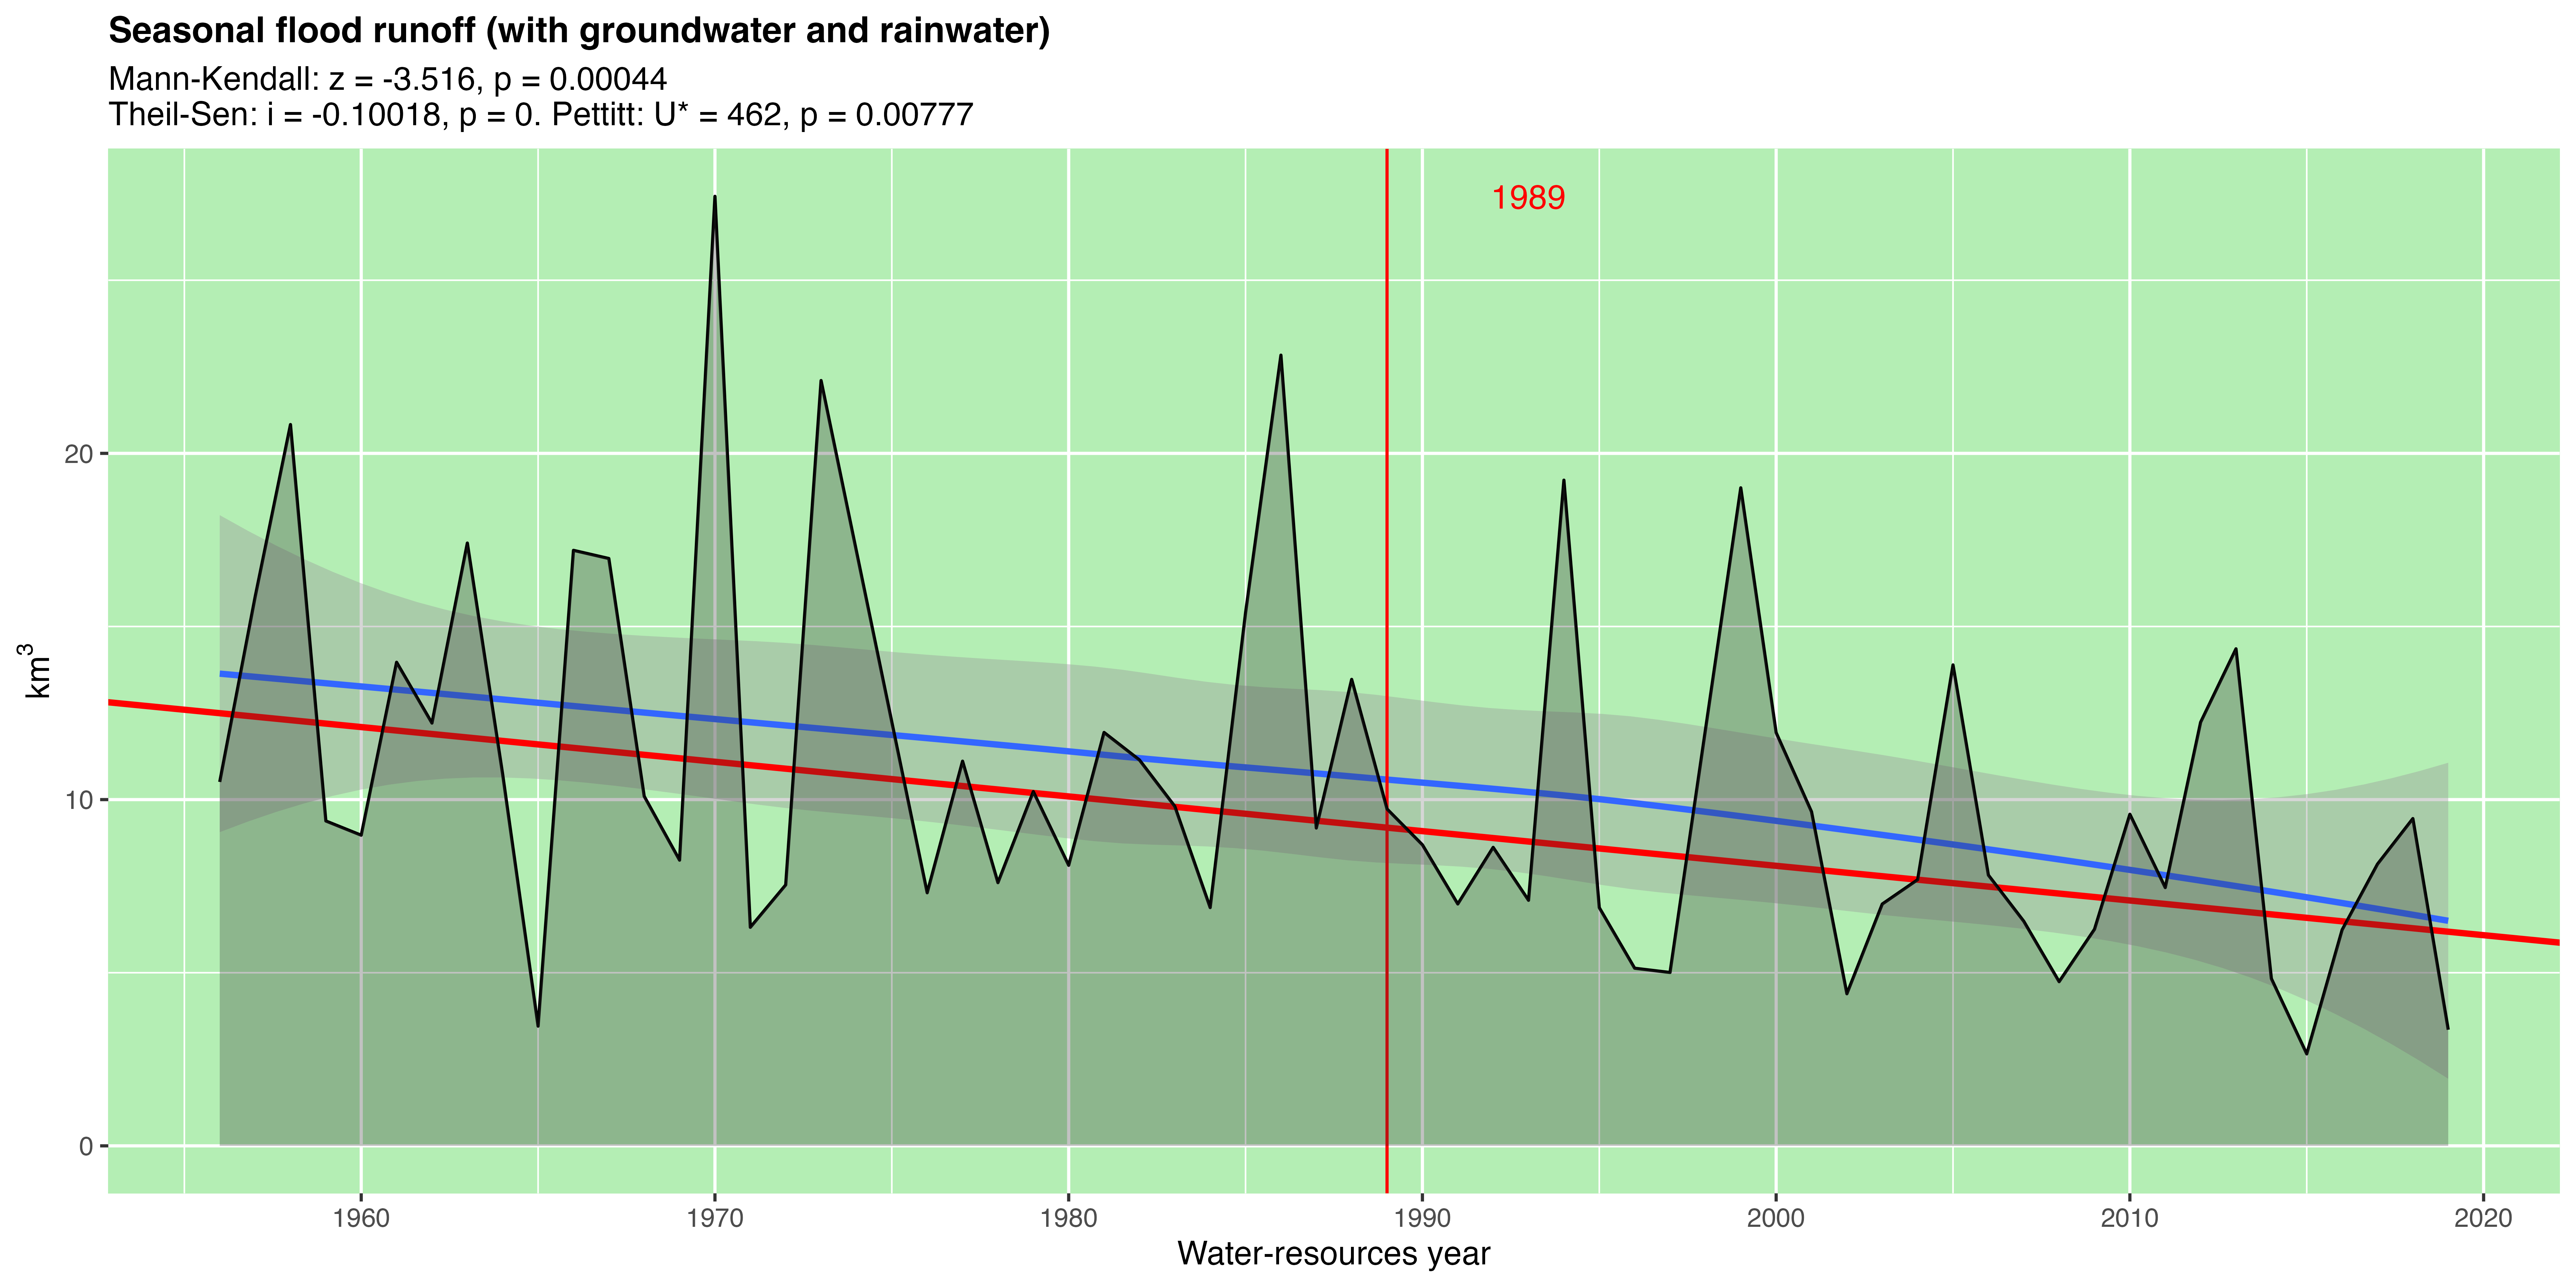 Seasonal flood runoff (with groundwater and rainwater)
Mann-Kendall: z = -3.516, p = 0.00044
Theil-Sen: i = -0.10018, p = 0. Pettitt: U* = 462, p = 0.00777
1989
20
10
0
km³
1960 1970 1980 1990 2000 2010 2020
Water-resources year